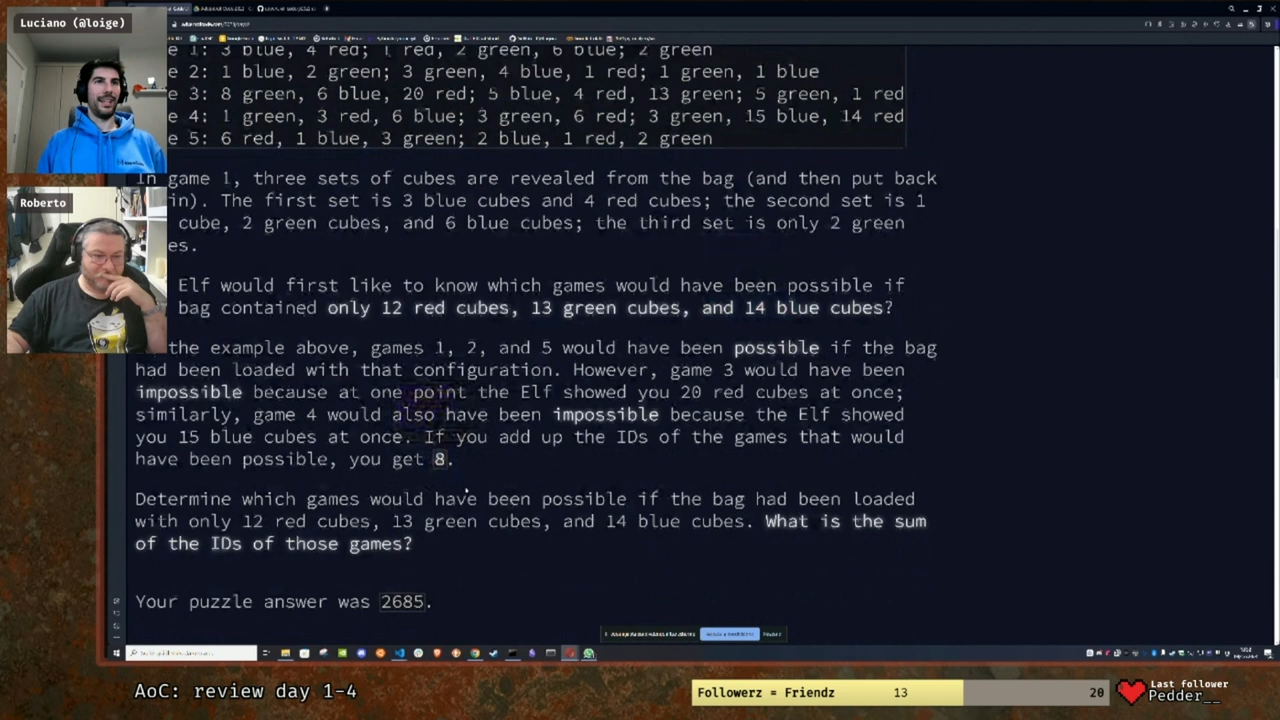 Luciano (@loige)
Roberto
e 1: 3 blue, 4 red; 1 red, 2 green, 6 blue; 2 green
e 2: 1 blue, 2 green; 3 green, 4 blue, 1 red; 1 green, 1 blue
e 3: 8 green, 6 blue, 20 red; 5 blue, 4 red, 13 green; 5 green, 1 red
e 4: 1 green, 3 red, 6 blue; 3 green, 6 red; 3 green, 15 blue, 14 red
e 5: 6 red, 1 blue, 3 green; 2 blue, 1 red, 2 green
In game 1, three sets of cubes are revealed from the bag (and then put back
in). The first set is 3 blue cubes and 4 red cubes; the second set is 1
cube, 2 green cubes, and 6 blue cubes; the third set is only 2 green
es.
Elf would first like to know which games would have been possible if
bag contained only 12 red cubes, 13 green cubes, and 14 blue cubes?
the example above, games 1, 2, and 5 would have been possible if the bag
had been loaded with that configuration. However, game 3 would have been
impossible because at one point the Elf showed you 20 red cubes at once;
similarly, game 4 would also have been impossible because the Elf showed
you 15 blue cubes at once. If you add up the IDs of the games that would
have been possible, you get 8.
Determine which games would have been possible if the bag had been loaded
with only 12 red cubes, 13 green cubes, and 14 blue cubes. What is the sum
of the IDs of those games?
Your puzzle answer was 2685.
AoC: review day 1-4
Followerz = Friendz 13 20
Last follower
Pedder__